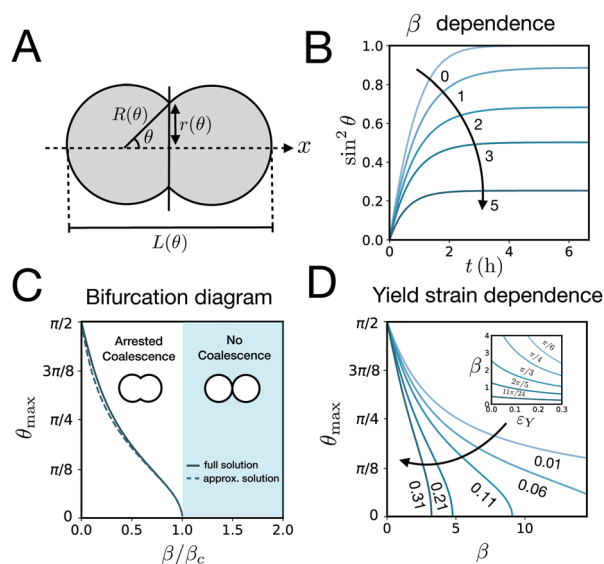 A
R(θ)
θ
r(θ)
x
L(θ)
β dependence
B
1.0
0.8
0.6
0.4
0.2
0.0
sin² θ
0
1
2
3
5
0
2
4
6
t (h)
C
Bifurcation diagram
π/2
3π/8
π/4
π/8
0
θmax
Arrested
Coalescence
No
Coalescence
full solution
approx. solution
0.0
0.5
1.0
1.5
2.0
β/βc
D
Yield strain dependence
π/2
3π/8
π/4
π/8
0
θmax
4
3
2
1
0
β
π/6
π/4
π/3
2π/5
11π/24
0.0
0.1
0.2
0.3
εY
0.01
0.06
0.11
0.21
0.31
0
5
10
β